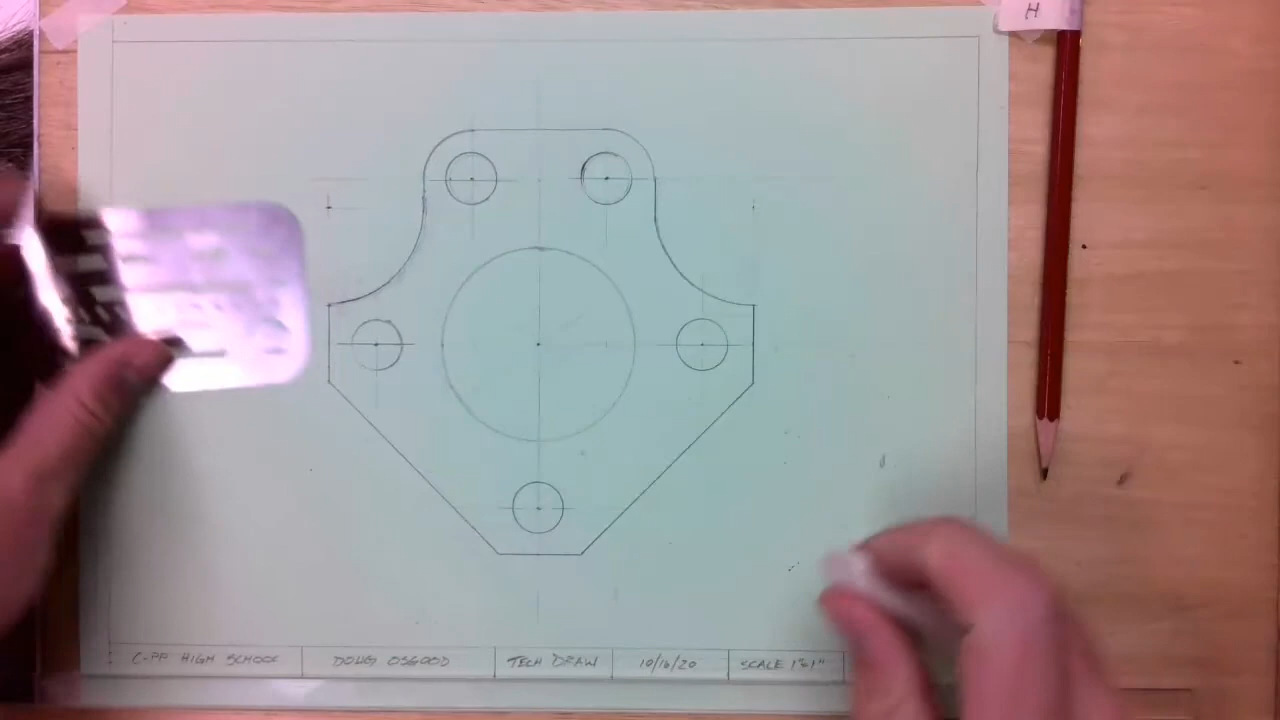 H
C-PP HIGH SCHOOL
DOUG OSGOOD
TECH DRAW
10/16/20
SCALE 1"=1"